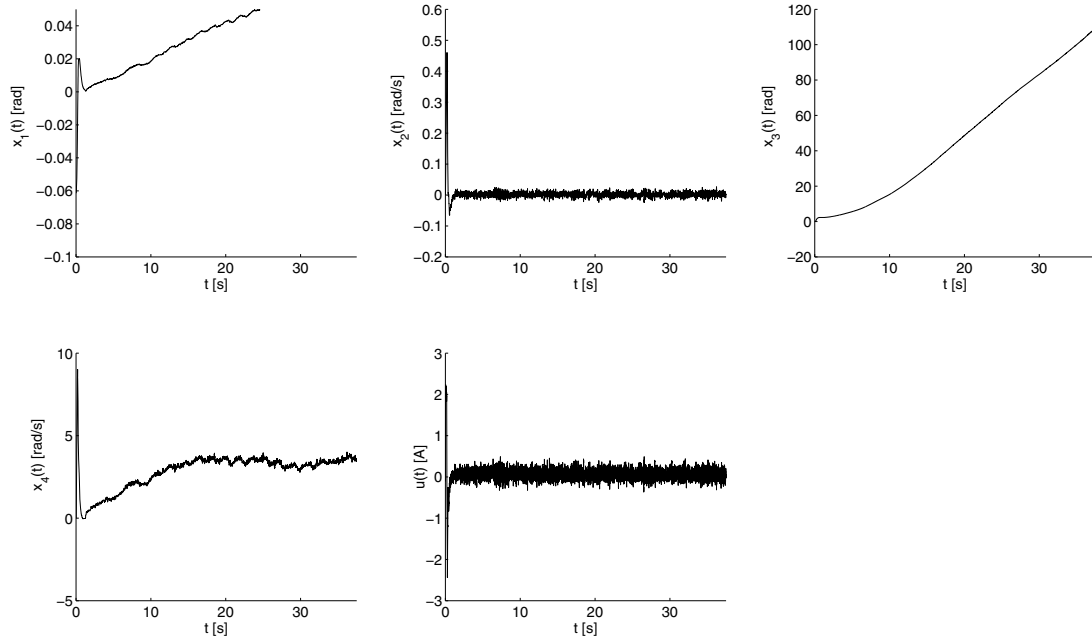 0.04
0.02
0
−0.02
−0.04
−0.06
−0.08
−0.1
x1(t) [rad]
0 10 20 30
t [s]
0.6
0.5
0.4
0.3
0.2
0.1
0
−0.1
−0.2
x2(t) [rad/s]
0 10 20 30
t [s]
120
100
80
60
40
20
0
−20
x3(t) [rad]
0 10 20 30
t [s]
10
5
0
−5
x4(t) [rad/s]
0 10 20 30
t [s]
3
2
1
0
−1
−2
−3
u(t) [A]
0 10 20 30
t [s]